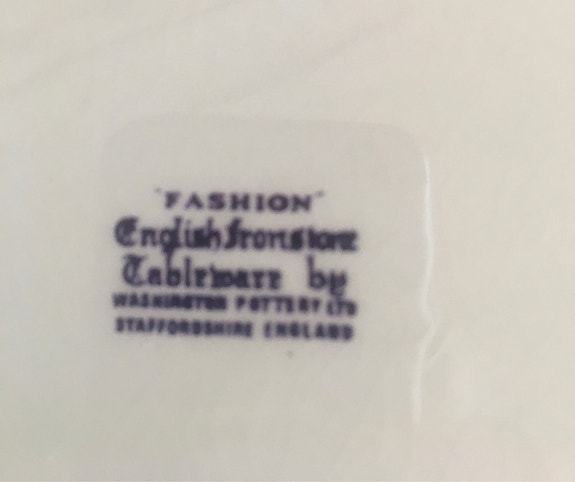 "FASHION"
English Ironstone
Tableware by
WASHINGTON POTTERY LTD
STAFFORDSHIRE ENGLAND